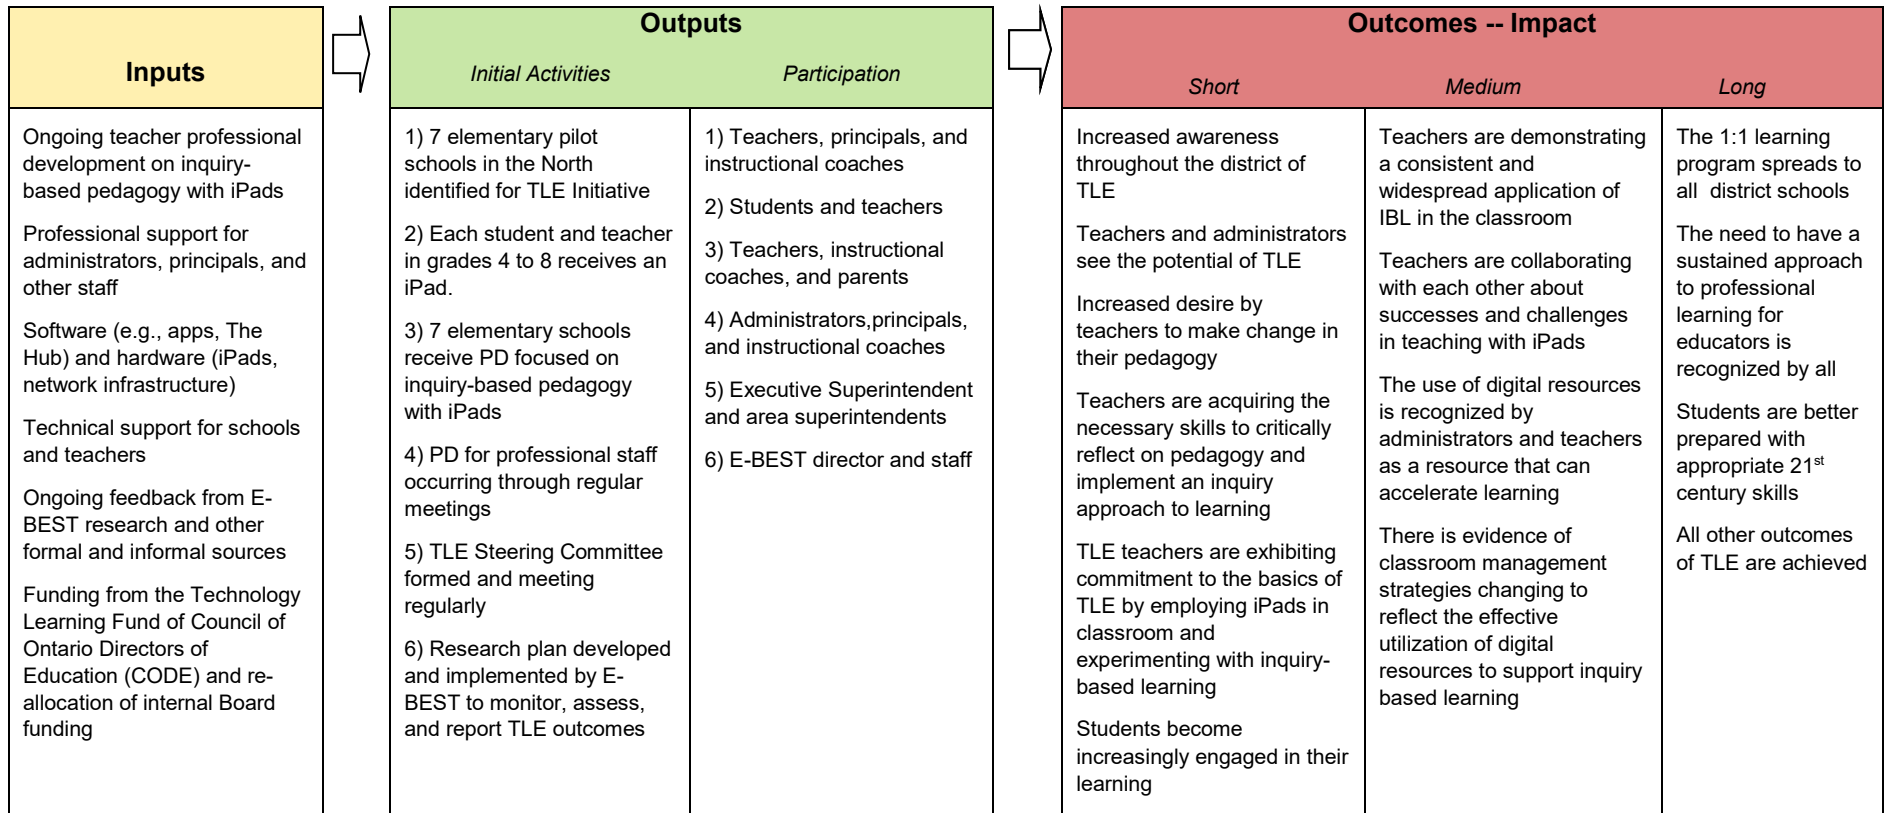 Inputs
Ongoing teacher professional
development on inquiry-
based pedagogy with iPads
Professional support for
administrators, principals, and
other staff
Software (e.g., apps, The
Hub) and hardware (iPads,
network infrastructure)
Technical support for schools
and teachers
Ongoing feedback from E-
BEST research and other
formal and informal sources
Funding from the Technology
Learning Fund of Council of
Ontario Directors of
Education (CODE) and re-
allocation of internal Board
funding
Outputs
Initial Activities
1) 7 elementary pilot
schools in the North
identified for TLE Initiative
2) Each student and teacher
in grades 4 to 8 receives an
iPad.
3) 7 elementary schools
receive PD focused on
inquiry-based pedagogy
with iPads
4) PD for professional staff
occurring through regular
meetings
5) TLE Steering Committee
formed and meeting
regularly
6) Research plan developed
and implemented by E-
BEST to monitor, assess,
and report TLE outcomes
Participation
1) Teachers, principals, and
instructional coaches
2) Students and teachers
3) Teachers, instructional
coaches, and parents
4) Administrators,principals,
and instructional coaches
5) Executive Superintendent
and area superintendents
6) E-BEST director and staff
Outcomes -- Impact
Short
Increased awareness
throughout the district of
TLE
Teachers and administrators
see the potential of TLE
Increased desire by
teachers to make change in
their pedagogy
Teachers are acquiring the
necessary skills to critically
reflect on pedagogy and
implement an inquiry
approach to learning
TLE teachers are exhibiting
commitment to the basics of
TLE by employing iPads in
classroom and
experimenting with inquiry-
based learning
Students become
increasingly engaged in their
learning
Medium
Teachers are demonstrating
a consistent and
widespread application of
IBL in the classroom
Teachers are collaborating
with each other about
successes and challenges
in teaching with iPads
The use of digital resources
is recognized by
administrators and teachers
as a resource that can
accelerate learning
There is evidence of
classroom management
strategies changing to
reflect the effective
utilization of digital
resources to support inquiry
based learning
Long
The 1:1 learning
program spreads to
all district schools
The need to have a
sustained approach
to professional
learning for
educators is
recognized by all
Students are better
prepared with
appropriate 21st
century skills
All other outcomes
of TLE are achieved